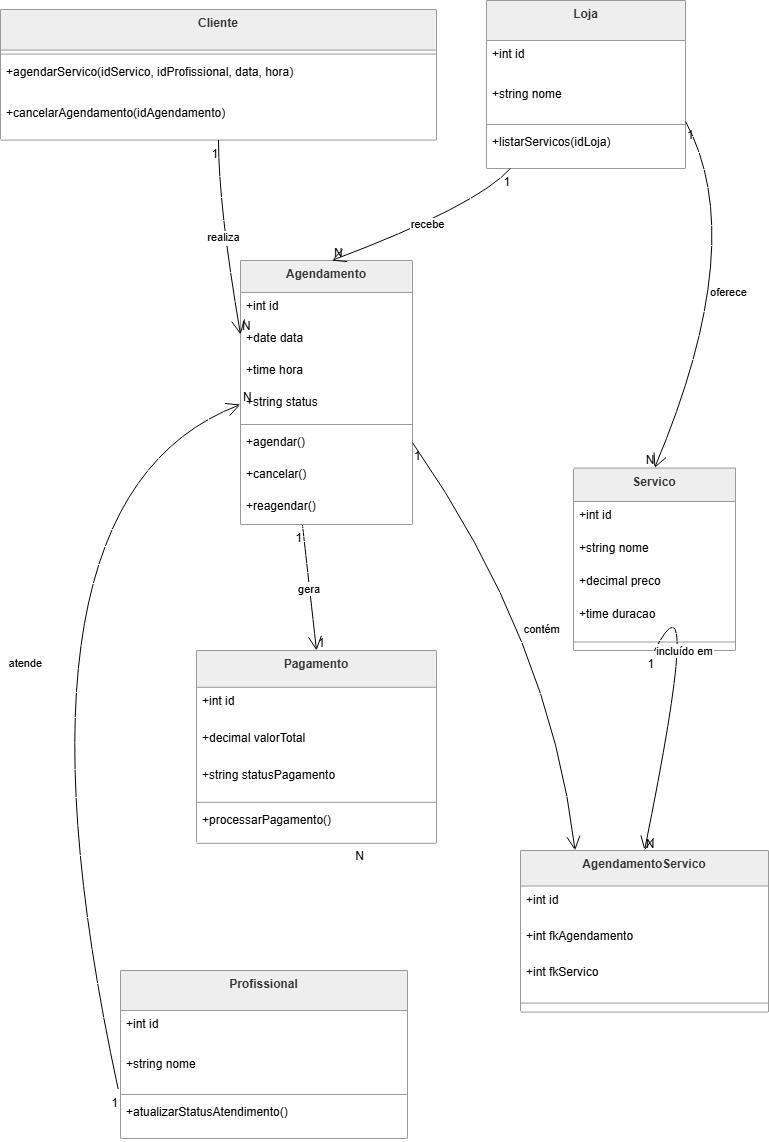 Cliente
+agendarServico(idServico, idProfissional, data, hora)
+cancelarAgendamento(idAgendamento)
1
Loja
+int id
+string nome
+listarServicos(idLoja)
1
1
realiza
recebe
oferece
N
N
N
N
Agendamento
+int id
+date data
+time hora
+string status
+agendar()
+cancelar()
+reagendar()
1
1
Servico
+int id
+string nome
+decimal preco
+time duracao
1
incluído em
gera
contém
atende
1
Pagamento
+int id
+decimal valorTotal
+string statusPagamento
+processarPagamento()
N
N
AgendamentoServico
+int id
+int fkAgendamento
+int fkServico
Profissional
+int id
+string nome
+atualizarStatusAtendimento()
1